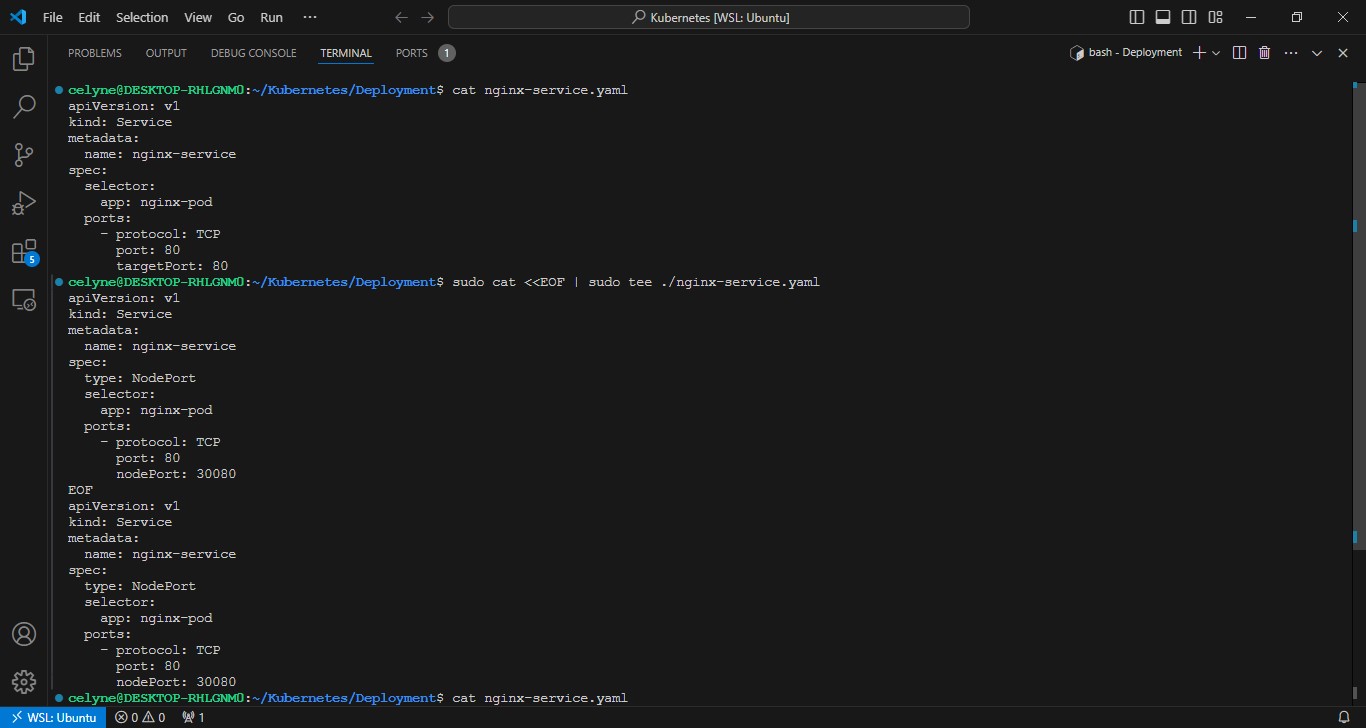 File Edit Selection View Go Run ··· Kubernetes [WSL: Ubuntu]
PROBLEMS OUTPUT DEBUG CONSOLE TERMINAL PORTS 1 bash - Deployment
celyne@DESKTOP-RHLGNM0:~/Kubernetes/Deployment$ cat nginx-service.yaml
apiVersion: v1
kind: Service
metadata:
  name: nginx-service
spec:
  selector:
    app: nginx-pod
  ports:
    - protocol: TCP
      port: 80
      targetPort: 80
celyne@DESKTOP-RHLGNM0:~/Kubernetes/Deployment$ sudo cat <<EOF | sudo tee ./nginx-service.yaml
apiVersion: v1
kind: Service
metadata:
  name: nginx-service
spec:
  type: NodePort
  selector:
    app: nginx-pod
  ports:
    - protocol: TCP
      port: 80
      nodePort: 30080
EOF
apiVersion: v1
kind: Service
metadata:
  name: nginx-service
spec:
  type: NodePort
  selector:
    app: nginx-pod
  ports:
    - protocol: TCP
      port: 80
      nodePort: 30080
celyne@DESKTOP-RHLGNM0:~/Kubernetes/Deployment$ cat nginx-service.yaml
5
WSL: Ubuntu 0 0 1